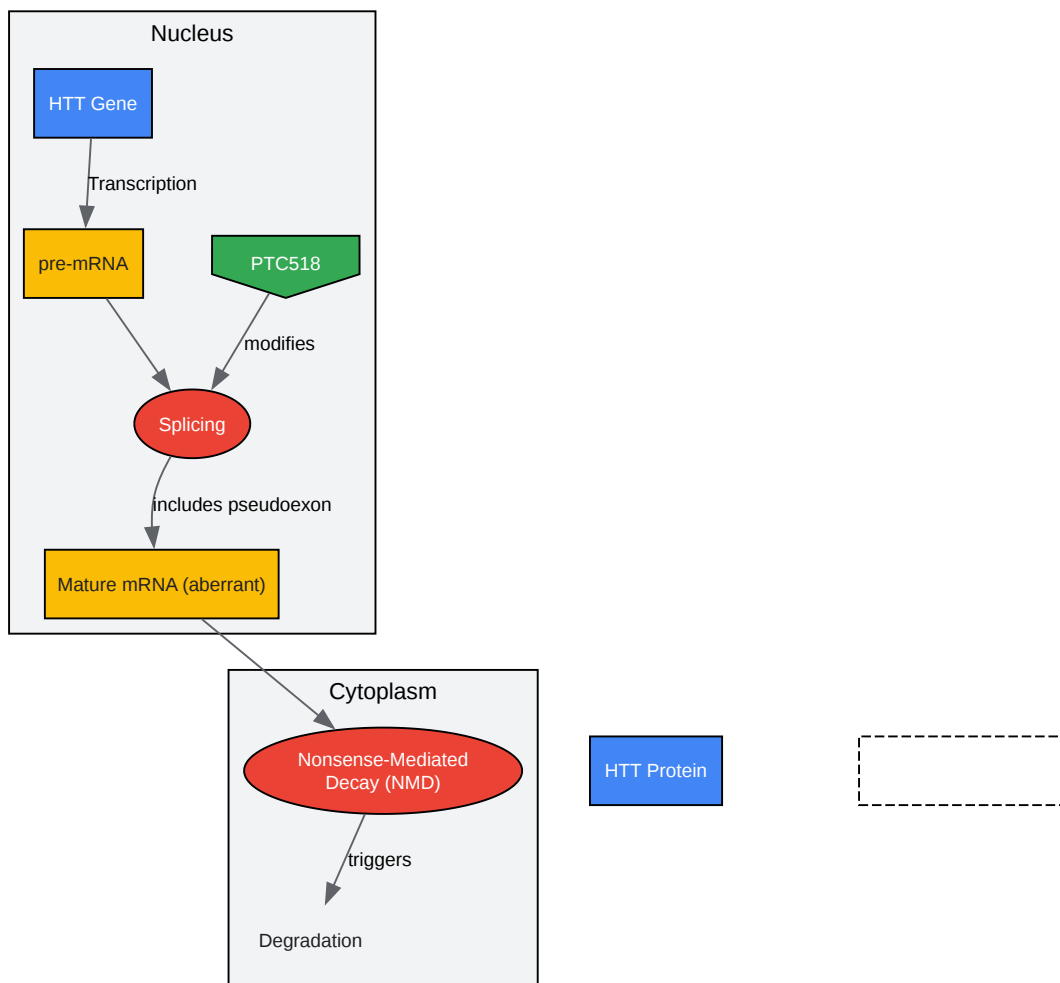 Nucleus
HTT Gene
Transcription
pre-mRNA
PTC518
modifies
Splicing
includes pseudoexon
Mature mRNA (aberrant)
Cytoplasm
Nonsense-Mediated
Decay (NMD)
HTT Protein
triggers
Degradation